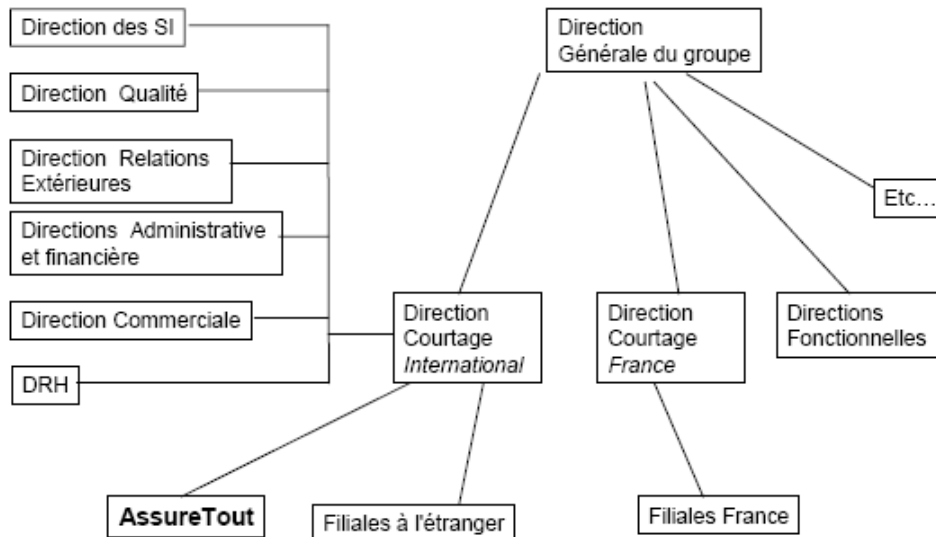 Direction des SI
Direction Qualité
Direction Relations
Extérieures
Directions Administrative
et financière
Direction Commerciale
DRH
Direction
Générale du groupe
Etc...
Direction
Courtage
International
Direction
Courtage
France
Directions
Fonctionnelles
AssureTout
Filiales à l'étranger
Filiales France